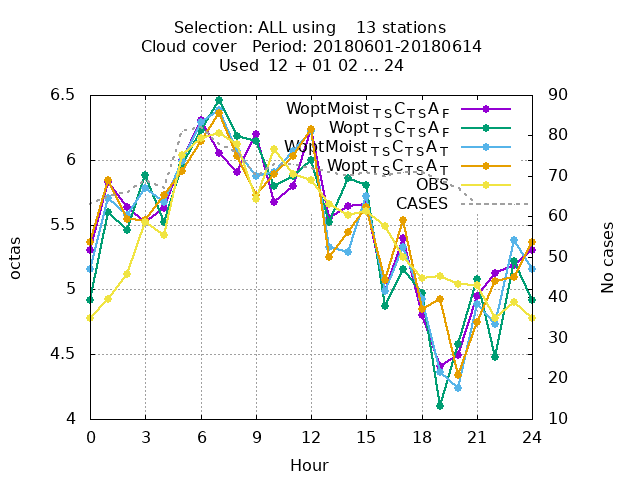 Selection: ALL using    13 stations
Cloud cover   Period: 20180601-20180614
Used  12 + 01 02 ... 24
6.5
6
5.5
5
4.5
4
octas
90
80
70
60
50
40
30
20
10
No cases
WoptMoist TS C TS A F
Wopt TS C TS A F
WoptMoist TS C TS A T
Wopt TS C TS A T
OBS
CASES
0 3 6 9 12 15 18 21 24
Hour